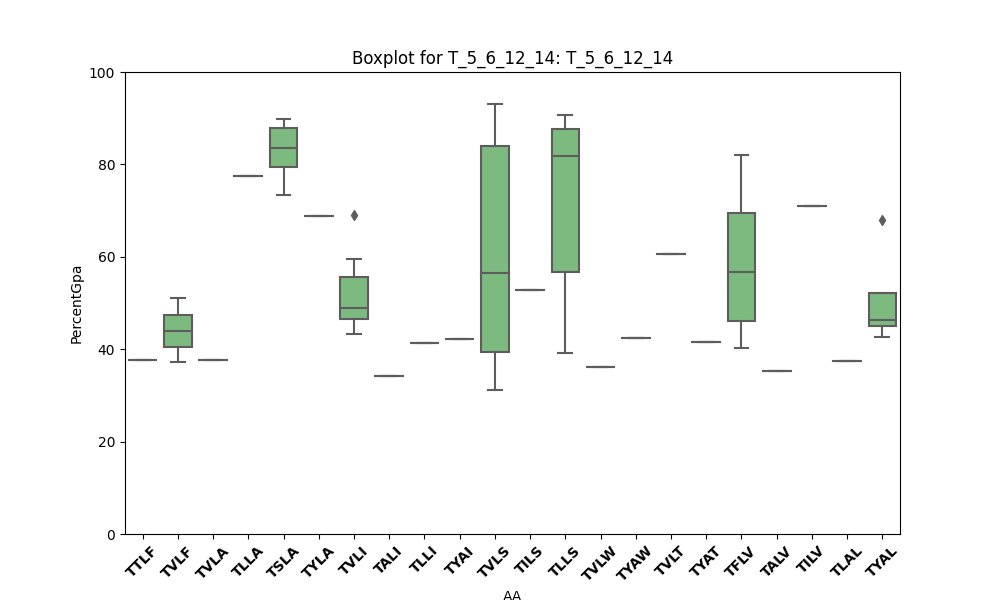 Boxplot for T_5_6_12_14: T_5_6_12_14
PercentGpa
100
80
60
40
20
0
TTLF TVLF TVLA TLLA TSLA TYLA TVLI TALI TLLI TYAI TVLS TILS TLLS TVLW TYAW TVLT TYAT TFLV TALV TILV TLAL TYAL
AA